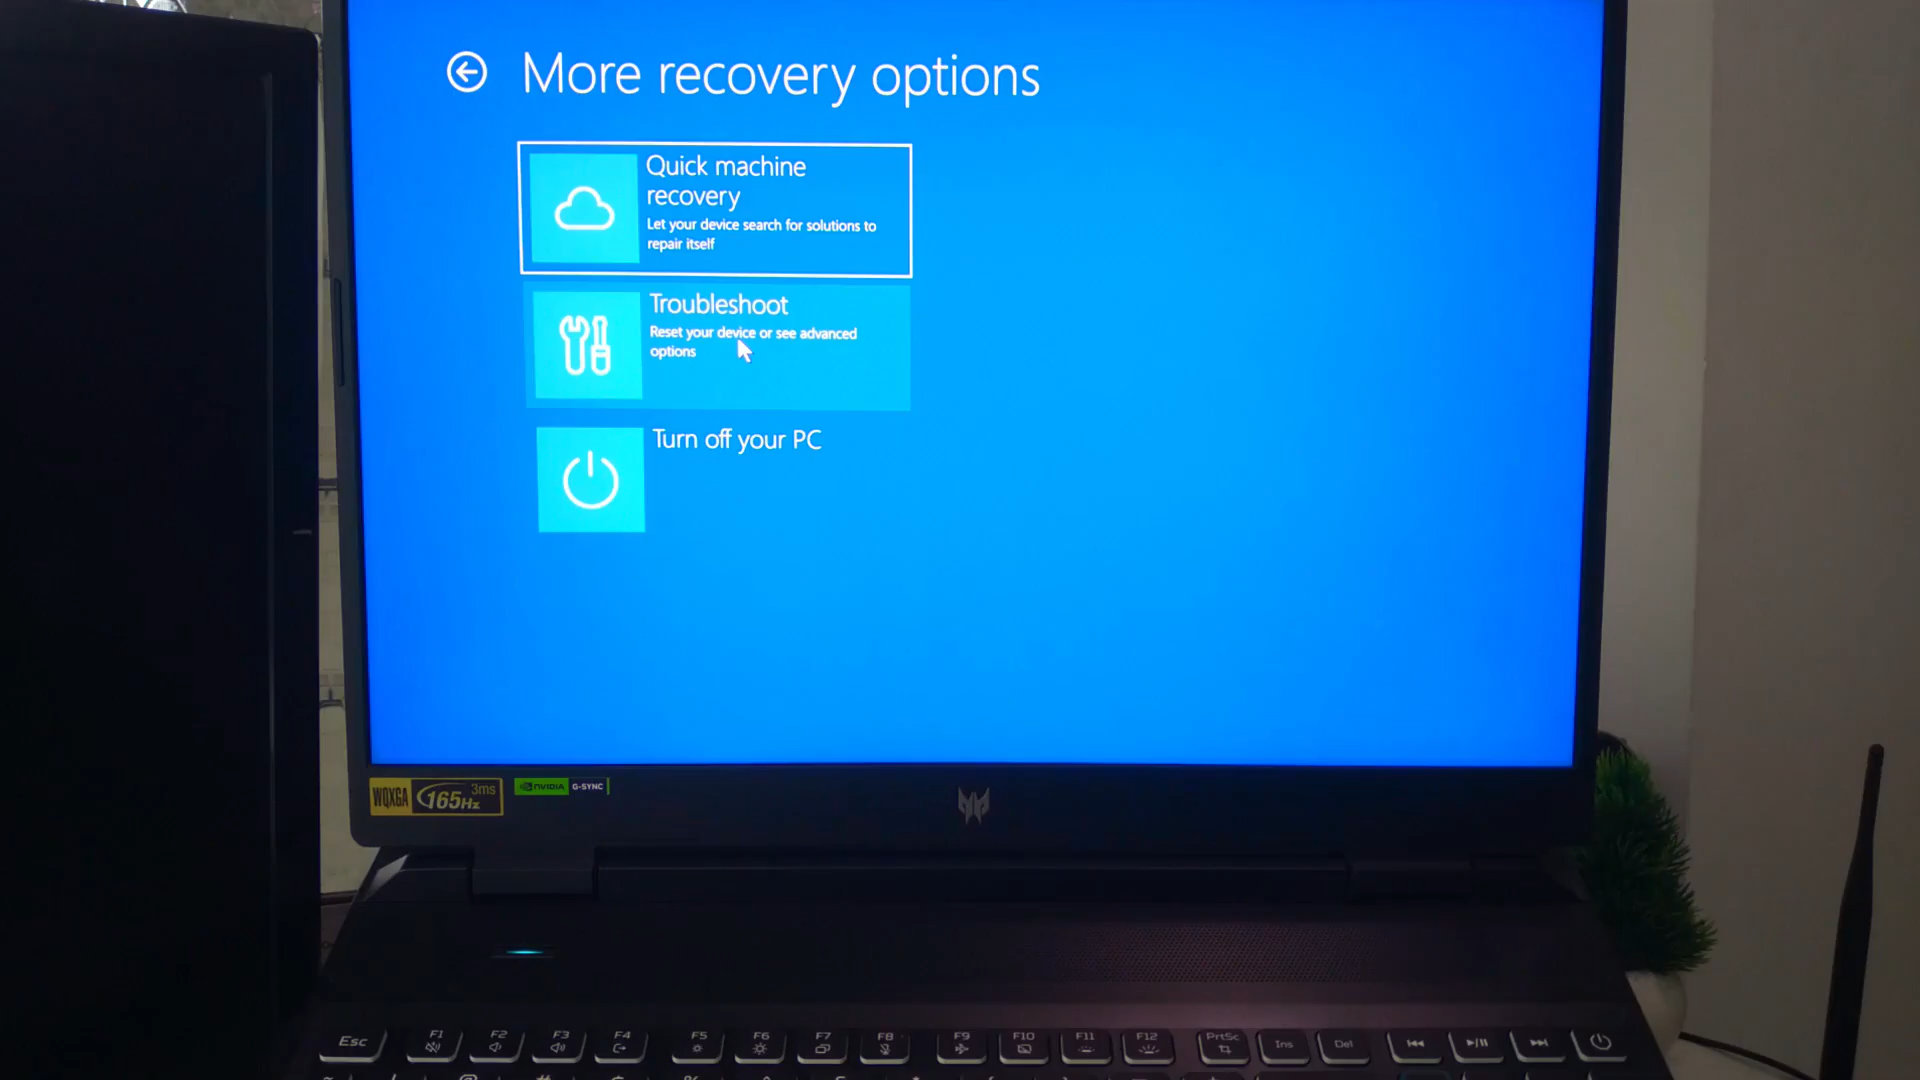 More recovery options
Quick machine
recovery
Let your device search for solutions to
repair itself
Troubleshoot
Reset your device or see advanced
options
Turn off your PC
WQXGA 165Hz 3ms
NVIDIA G-SYNC
Esc F1 F2 F3 F4 F5 F6 F7 F8 F9 F10 F11 F12 PrtSc Ins Del